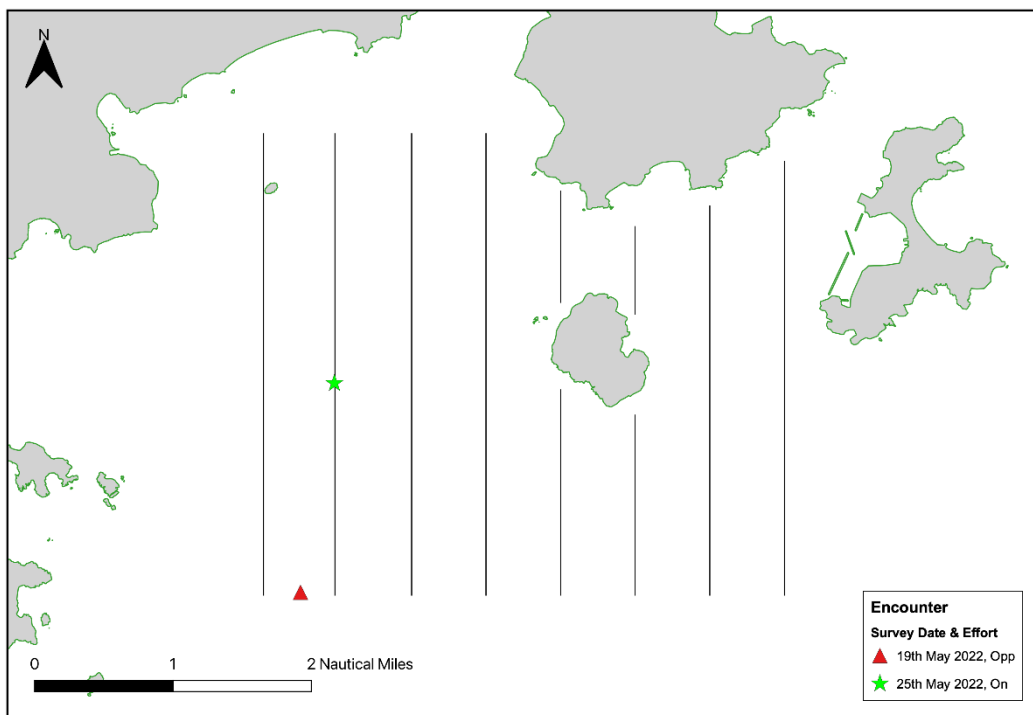 N
0 1 2 Nautical Miles
Encounter
Survey Date & Effort
19th May 2022, Opp
25th May 2022, On